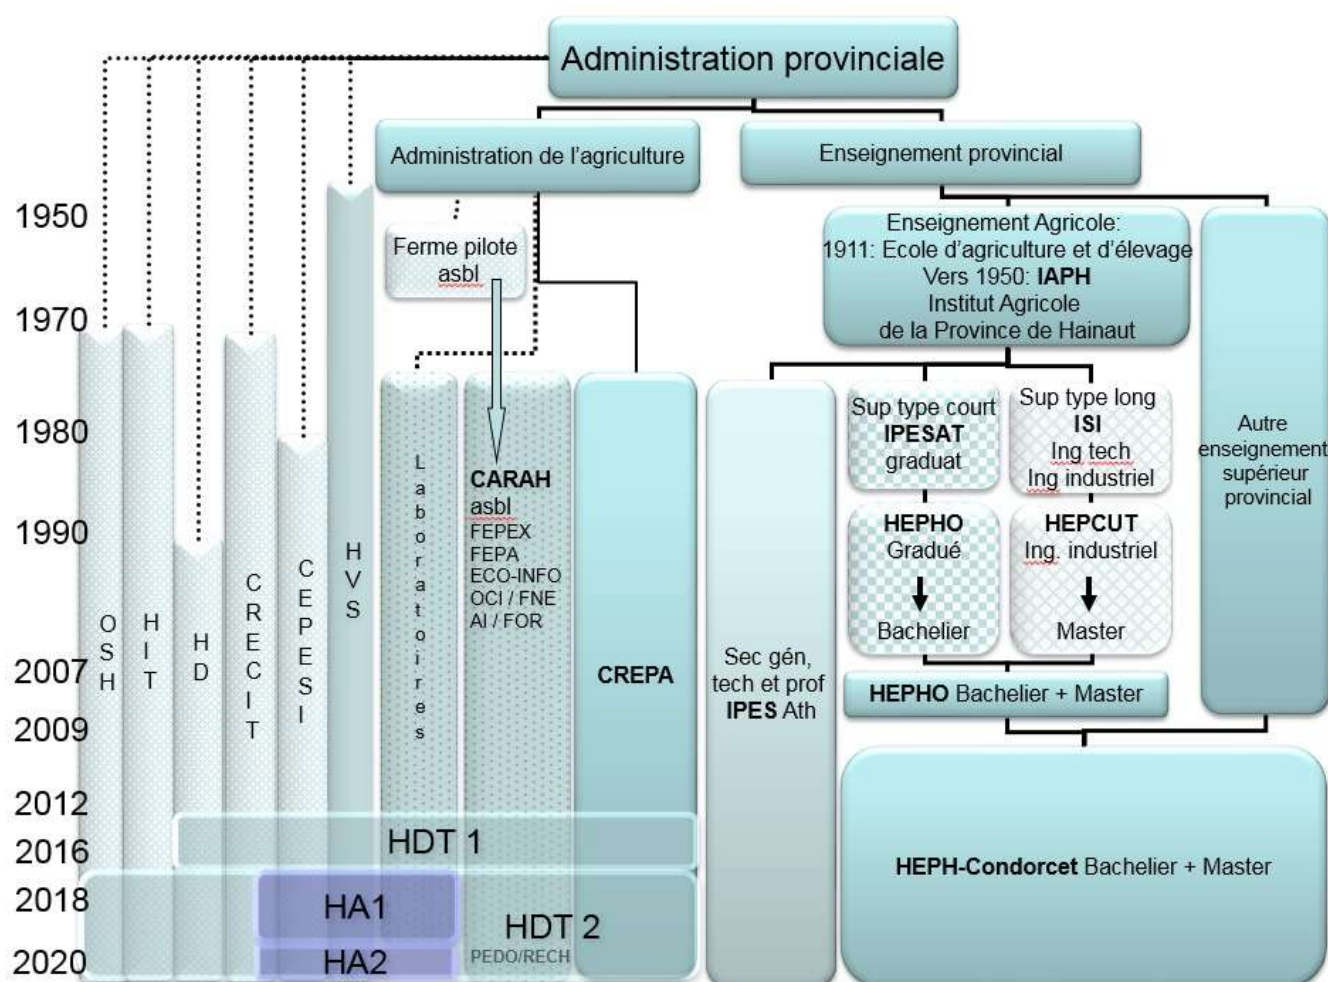 Administration provinciale
Administration de l'agriculture
Enseignement provincial
1950
1970
1980
1990
2007
2009
2012
2016
2018
2020
Ferme pilote
asbl
Enseignement Agricole:
1911: Ecole d'agriculture et d'élevage
Vers 1950: IAPH
Institut Agricole
de la Province de Hainaut
OSH
HIT
HD
CRECIT
CEPESI
HVS
Laboratoires
CARAH
asbl
FEPEX
FEPA
ECO-INFO
OCI / FNE
AI / FOR
CREPA
Sec gén,
tech et prof
IPES Ath
Sup type court
IPESAT
graduat
Sup type long
ISI
Ing tech
Ing industriel
HEPHO
Gradué
Bachelier
HEPCUT
Ing. industriel
Master
Autre
enseignement
supérieur
provincial
HEPHO Bachelier + Master
HEPH-Condorcet Bachelier + Master
HDT 1
HA1
HDT 2
HA2
PEDO/RECH